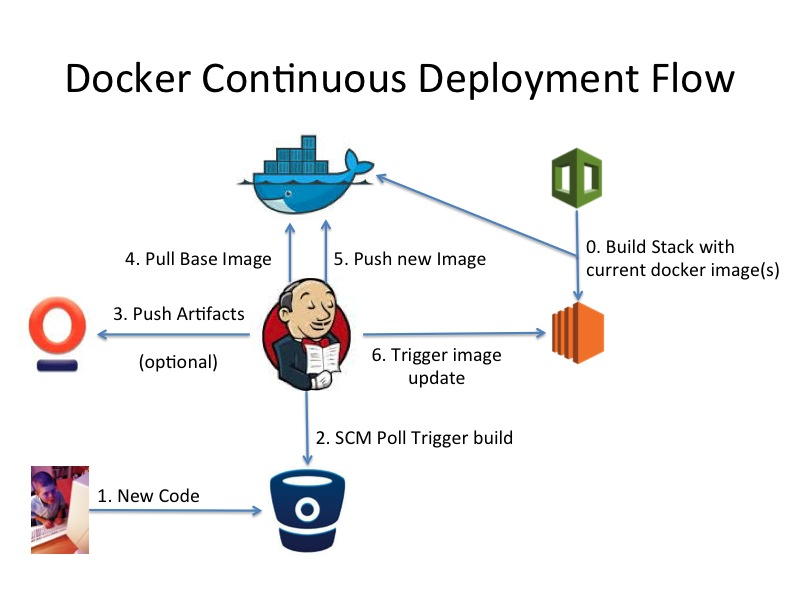 Docker Continuous Deployment Flow
0. Build Stack with
current docker image(s)
4. Pull Base Image
5. Push new Image
3. Push Artifacts
(optional)
6. Trigger image
update
2. SCM Poll Trigger build
1. New Code